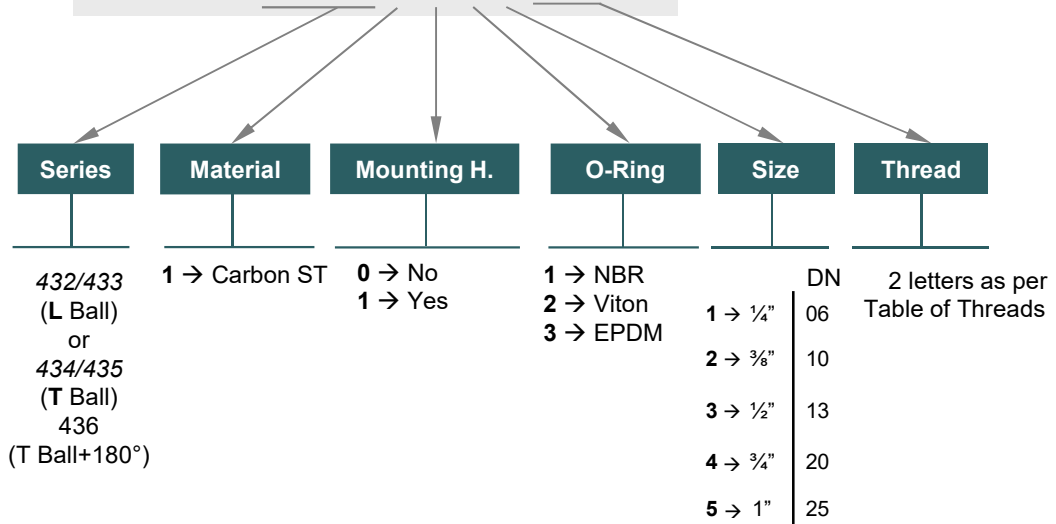 Series
Material
Mounting H.
O-Ring
Size
Thread
432/433
(L Ball)
or
434/435
(T Ball)
436
(T Ball+180°)
1 → Carbon ST
0 → No
1 → Yes
1 → NBR
2 → Viton
3 → EPDM
DN
1 → ¼” 06
2 → ⅜” 10
3 → ½” 13
4 → ¾” 20
5 → 1” 25
2 letters as per
Table of Threads